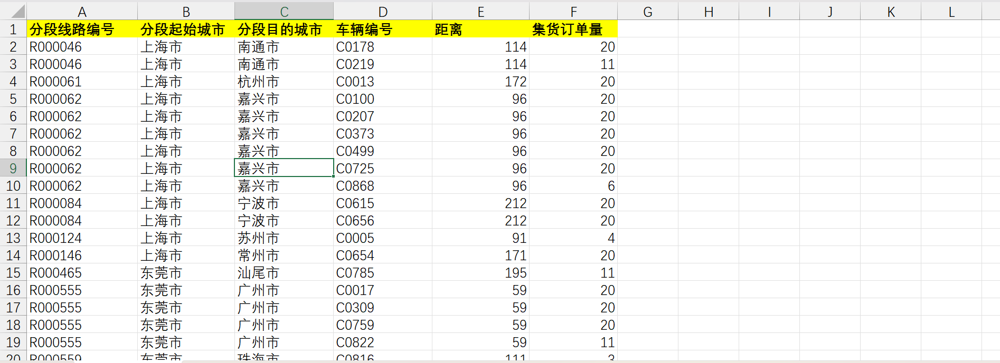 A B C D E F G H I J K L
1 分段线路编号 分段起始城市 分段目的城市 车辆编号 距离 集货订单量
2 R000046 上海市 南通市 C0178 114 20
3 R000046 上海市 南通市 C0219 114 11
4 R000061 上海市 杭州市 C0013 172 20
5 R000062 上海市 嘉兴市 C0100 96 20
6 R000062 上海市 嘉兴市 C0207 96 20
7 R000062 上海市 嘉兴市 C0373 96 20
8 R000062 上海市 嘉兴市 C0499 96 20
9 R000062 上海市 嘉兴市 C0725 96 20
10 R000062 上海市 嘉兴市 C0868 96 6
11 R000084 上海市 宁波市 C0615 212 20
12 R000084 上海市 宁波市 C0656 212 20
13 R000124 上海市 苏州市 C0005 91 4
14 R000146 上海市 常州市 C0654 171 20
15 R000465 东莞市 汕尾市 C0785 195 11
16 R000555 东莞市 广州市 C0017 59 20
17 R000555 东莞市 广州市 C0309 59 20
18 R000555 东莞市 广州市 C0759 59 20
19 R000555 东莞市 广州市 C0822 59 11
20 R000559 东莞市 珠海市 C0816 111 3